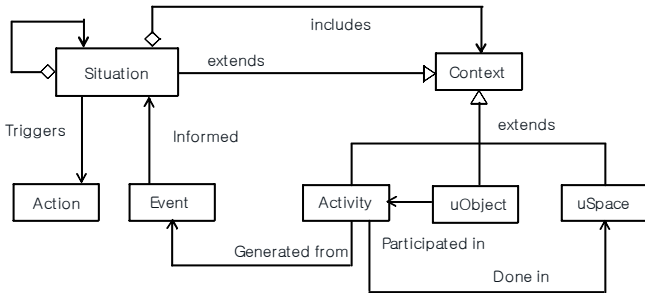 includes
Situation
extends
Context
Triggers
Informed
extends
Action
Event
Activity
uObject
uSpace
Generated from
Participated in
Done in